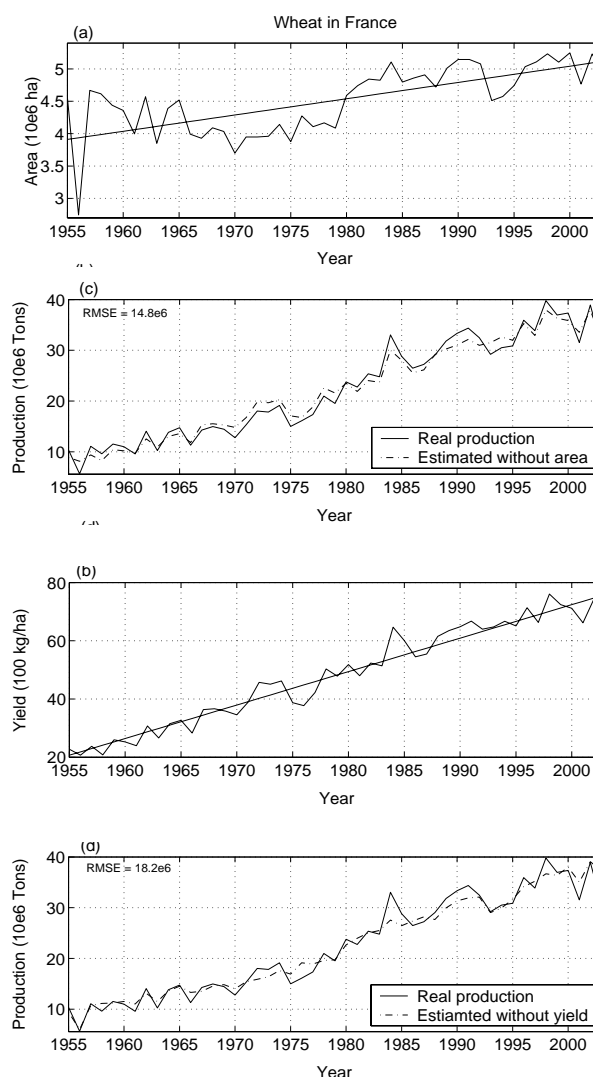 Wheat in France
(a)
5
4.5
4
3.5
3
Area (10e6 ha)
1955 1960 1965 1970 1975 1980 1985 1990 1995 2000
Year
(c)
RMSE = 14.8e6
40
30
20
10
Production (10e6 Tons)
Real production
Estimated without area
1955 1960 1965 1970 1975 1980 1985 1990 1995 2000
Year
(b)
80
60
40
20
Yield (100 kg/ha)
1955 1960 1965 1970 1975 1980 1985 1990 1995 2000
Year
(d)
RMSE = 18.2e6
40
30
20
10
Production (10e6 Tons)
Real production
Estiamted without yield
1955 1960 1965 1970 1975 1980 1985 1990 1995 2000
Year